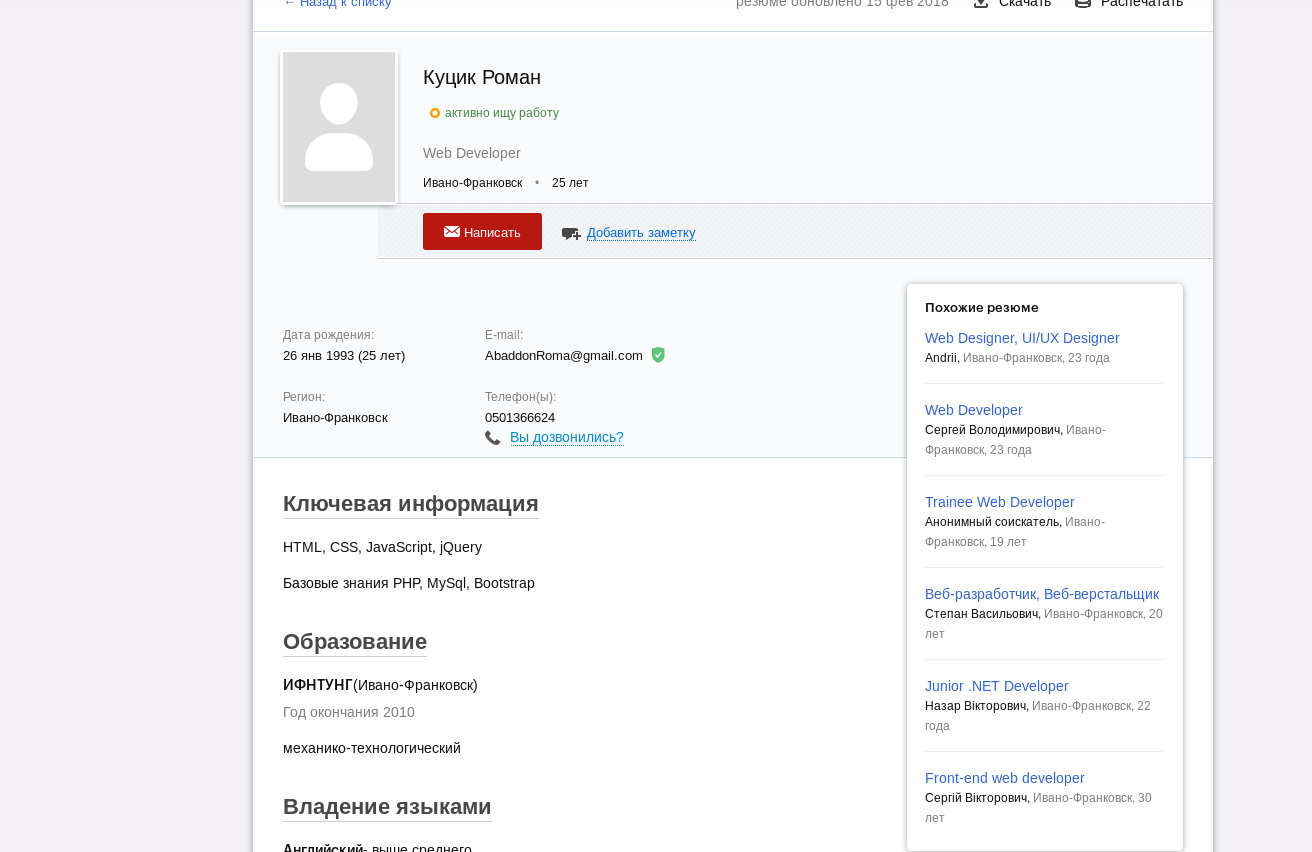 ← Назад к списку
резюме обновлено 15 фев 2018
Скачать
Распечатать
Куцик Роман
активно ищу работу
Web Developer
Ивано-Франковск • 25 лет
Написать
Добавить заметку
Дата рождения:
26 янв 1993 (25 лет)
E-mail:
AbaddonRoma@gmail.com
Регион:
Ивано-Франковск
Телефон(ы):
0501366624
Вы дозвонились?
Ключевая информация
HTML, CSS, JavaScript, jQuery
Базовые знания PHP, MySql, Bootstrap
Образование
ИФНТУНГ(Ивано-Франковск)
Год окончания 2010
механико-технологический
Владение языками
Английский- выше среднего
Похожие резюме
Web Designer, UI/UX Designer
Andrii, Ивано-Франковск, 23 года
Web Developer
Сергей Володимирович, Ивано-
Франковск, 23 года
Trainee Web Developer
Анонимный соискатель, Ивано-
Франковск, 19 лет
Веб-разработчик, Веб-верстальщик
Степан Васильович, Ивано-Франковск, 20
лет
Junior .NET Developer
Назар Вікторович, Ивано-Франковск, 22
года
Front-end web developer
Сергій Вікторович, Ивано-Франковск, 30
лет